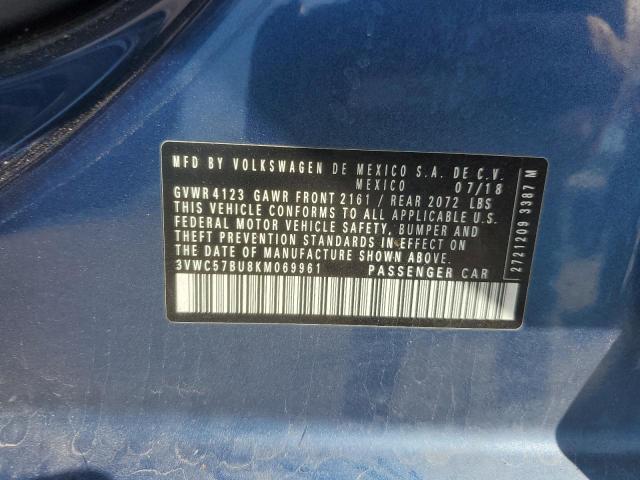 MFD BY VOLKSWAGEN DE MEXICO S.A. DE C.V.
MEXICO 07/18
GVWR 4123 GAWR FRONT 2161 / REAR 2072 LBS
THIS VEHICLE CONFORMS TO ALL APPLICABLE U.S.
FEDERAL MOTOR VEHICLE SAFETY, BUMPER AND
THEFT PREVENTION STANDARDS IN EFFECT ON
THE DATE OF MANUFACTURE SHOWN ABOVE.
3VWC57BU8KM069961 PASSENGER CAR
2721209 3387 M